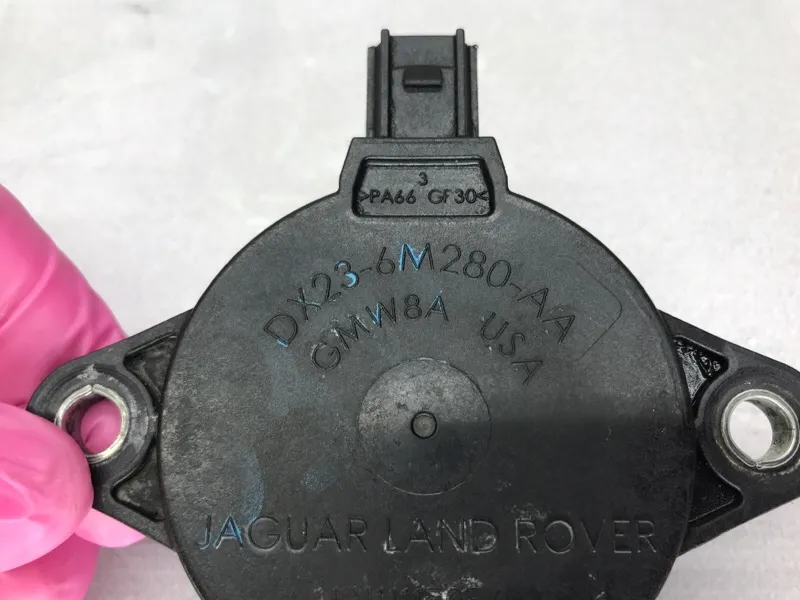 3
>PA66 GF30<
DX23-6M280-AA
GMW8A USA
JAGUAR LAND ROVER